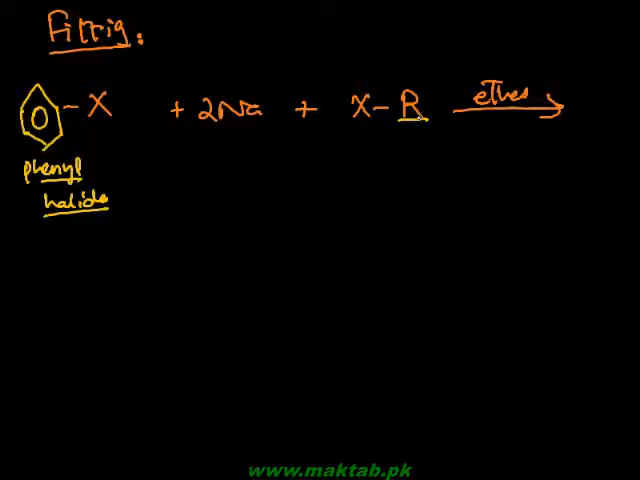 Fittig.
- X + 2Na + X - R ether
phenyl
halide
www.maktab.pk